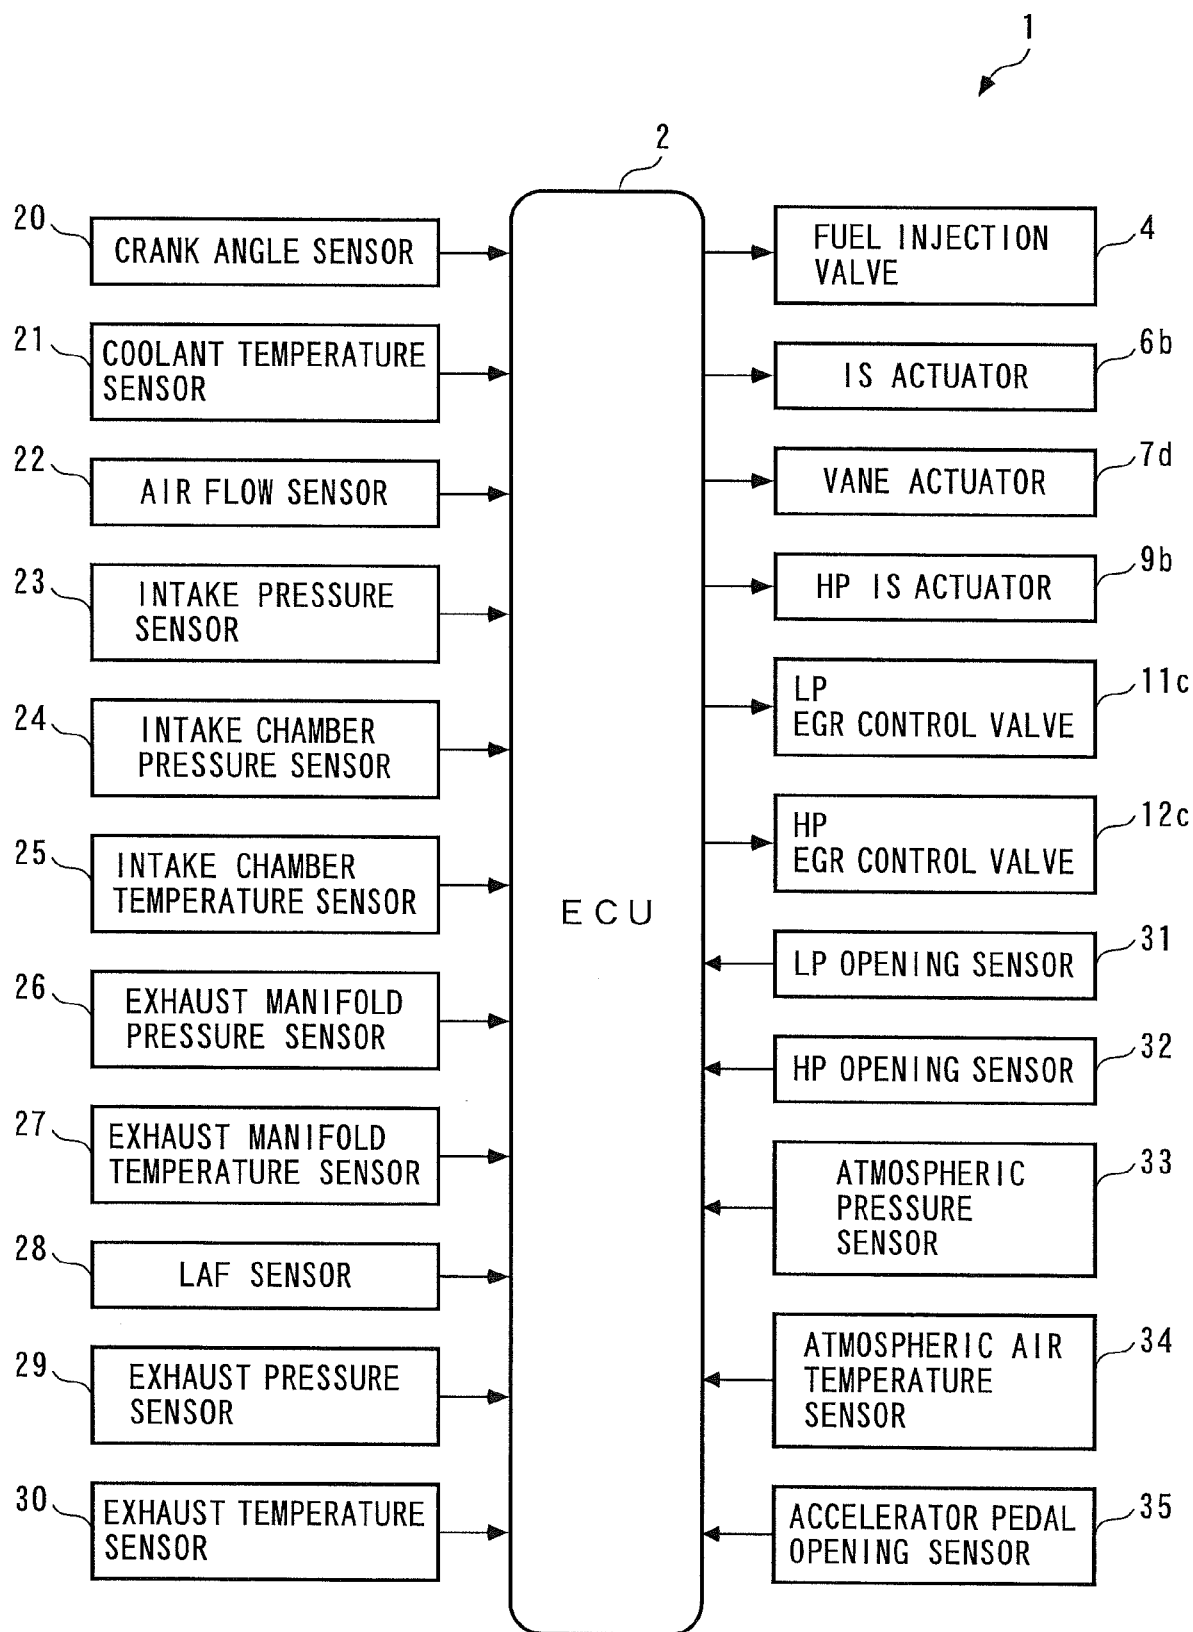 1
2
20
CRANK ANGLE SENSOR
21
COOLANT TEMPERATURE
SENSOR
22
AIR FLOW SENSOR
23
INTAKE PRESSURE
SENSOR
24
INTAKE CHAMBER
PRESSURE SENSOR
25
INTAKE CHAMBER
TEMPERATURE SENSOR
26
EXHAUST MANIFOLD
PRESSURE SENSOR
27
EXHAUST MANIFOLD
TEMPERATURE SENSOR
28
LAF SENSOR
29
EXHAUST PRESSURE
SENSOR
30
EXHAUST TEMPERATURE
SENSOR
ECU
FUEL INJECTION
VALVE
4
IS ACTUATOR
6b
VANE ACTUATOR
7d
HP IS ACTUATOR
9b
LP
EGR CONTROL VALVE
11c
HP
EGR CONTROL VALVE
12c
LP OPENING SENSOR
31
HP OPENING SENSOR
32
ATMOSPHERIC
PRESSURE
SENSOR
33
ATMOSPHERIC AIR
TEMPERATURE
SENSOR
34
ACCELERATOR PEDAL
OPENING SENSOR
35